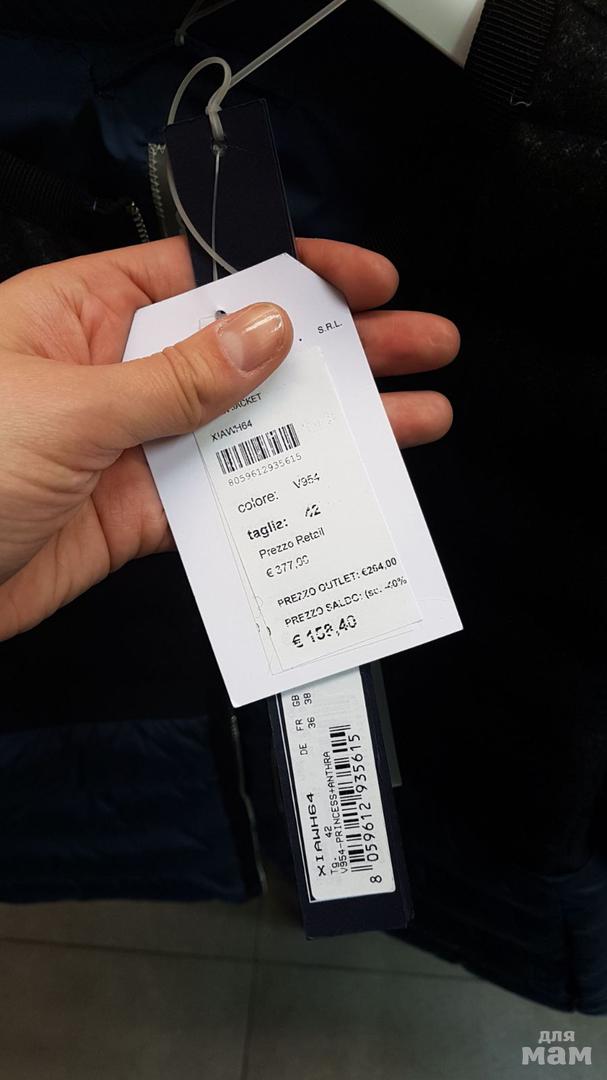 S.R.L.
JACKET
XIAWH64
8059612935615
colore: V954
taglia: 42
Prezzo Retail
€377,00
PREZZO OUTLET: €264,00
PREZZO SALDO: -40%
€ 158,40
DE FR GB
36 38
XIAWH64
Tg. 42
V954-PRINCESS+ANTHRA
8 059612 935615
для
мам